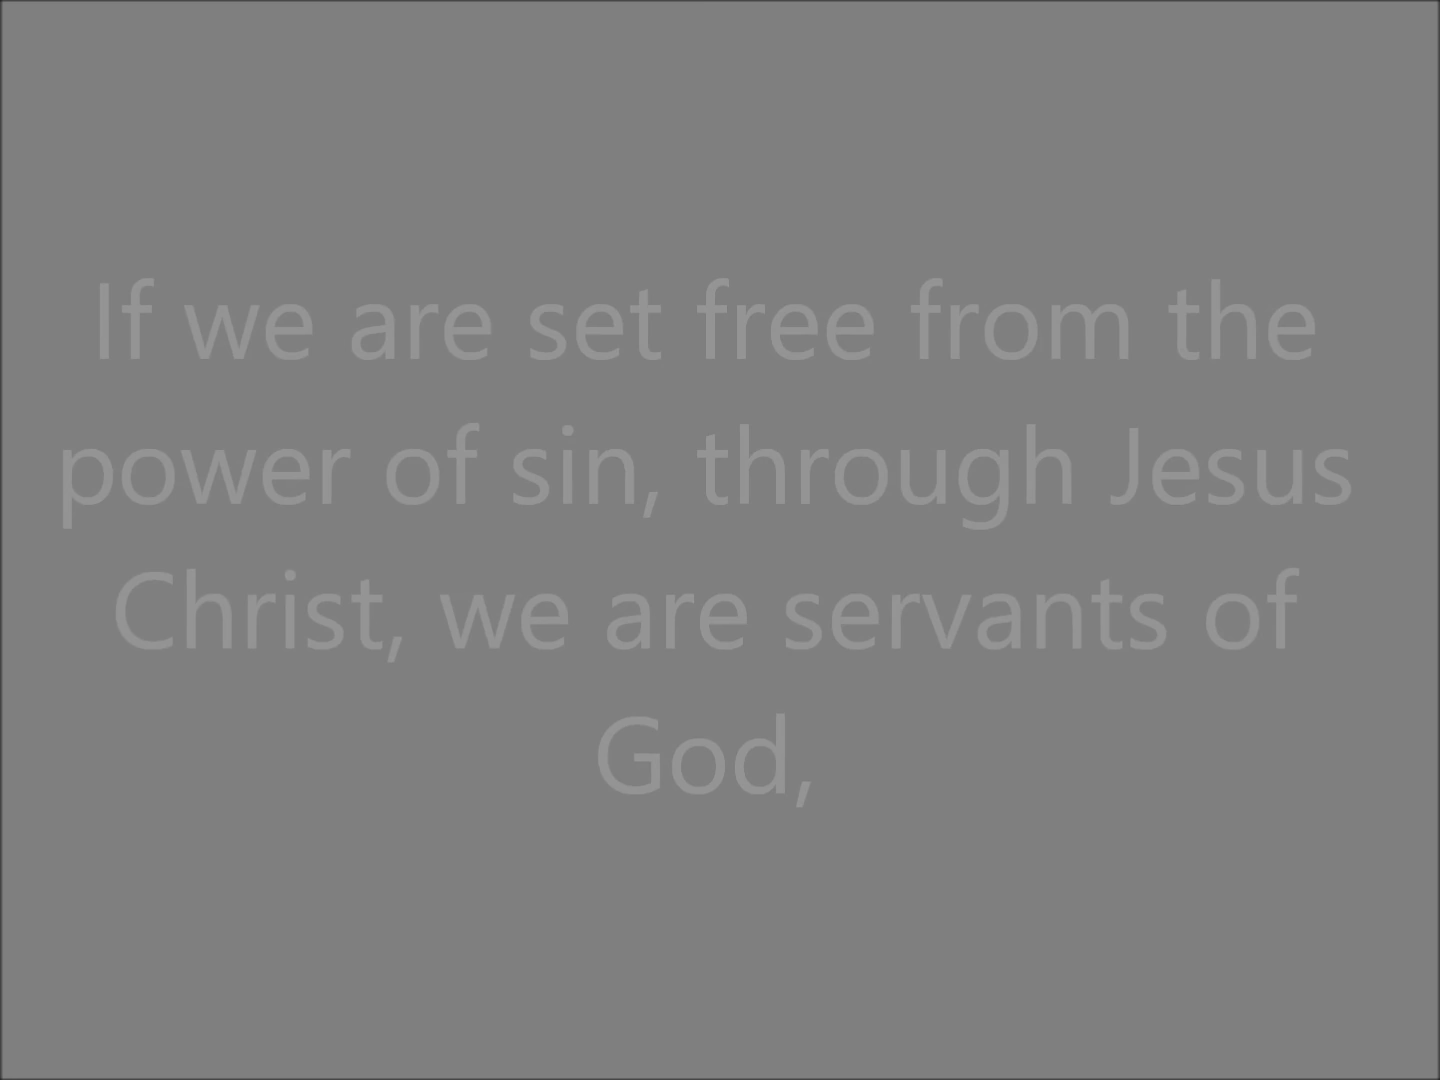 If we are set free from the
power of sin, through Jesus
Christ, we are servants of
God,